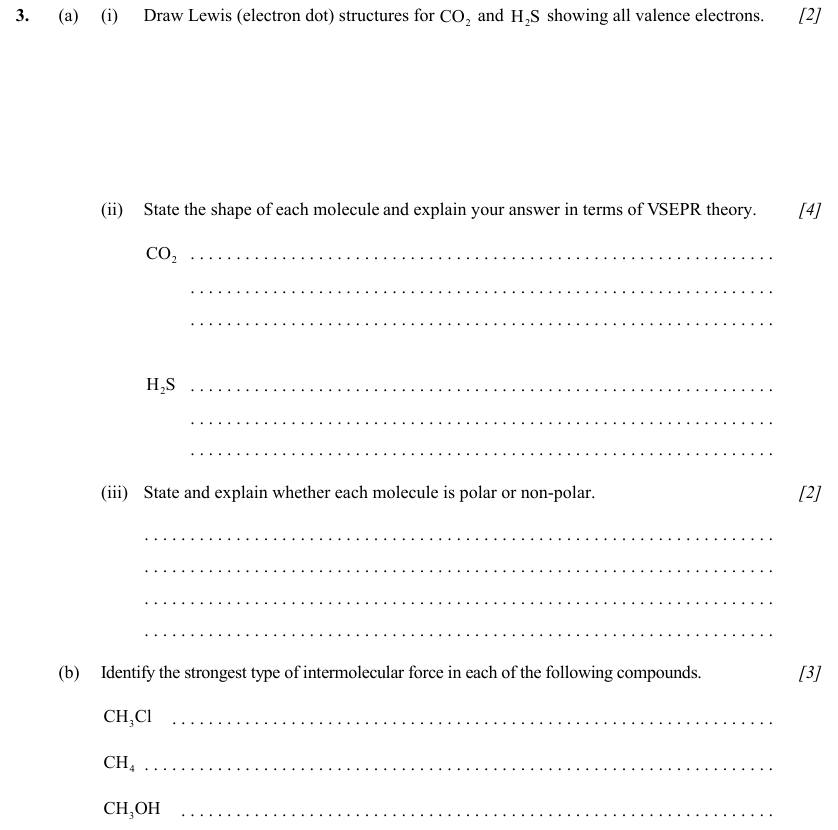 3. (a) (i) Draw Lewis (electron dot) structures for CO₂ and H₂S showing all valence electrons. [2]
(ii) State the shape of each molecule and explain your answer in terms of VSEPR theory. [4]
CO₂ ................................................................
................................................................
................................................................
H₂S ................................................................
................................................................
................................................................
(iii) State and explain whether each molecule is polar or non-polar. [2]
.....................................................................
.....................................................................
.....................................................................
.....................................................................
(b) Identify the strongest type of intermolecular force in each of the following compounds. [3]
CH₃Cl ..................................................................
CH₄ .....................................................................
CH₃OH .................................................................